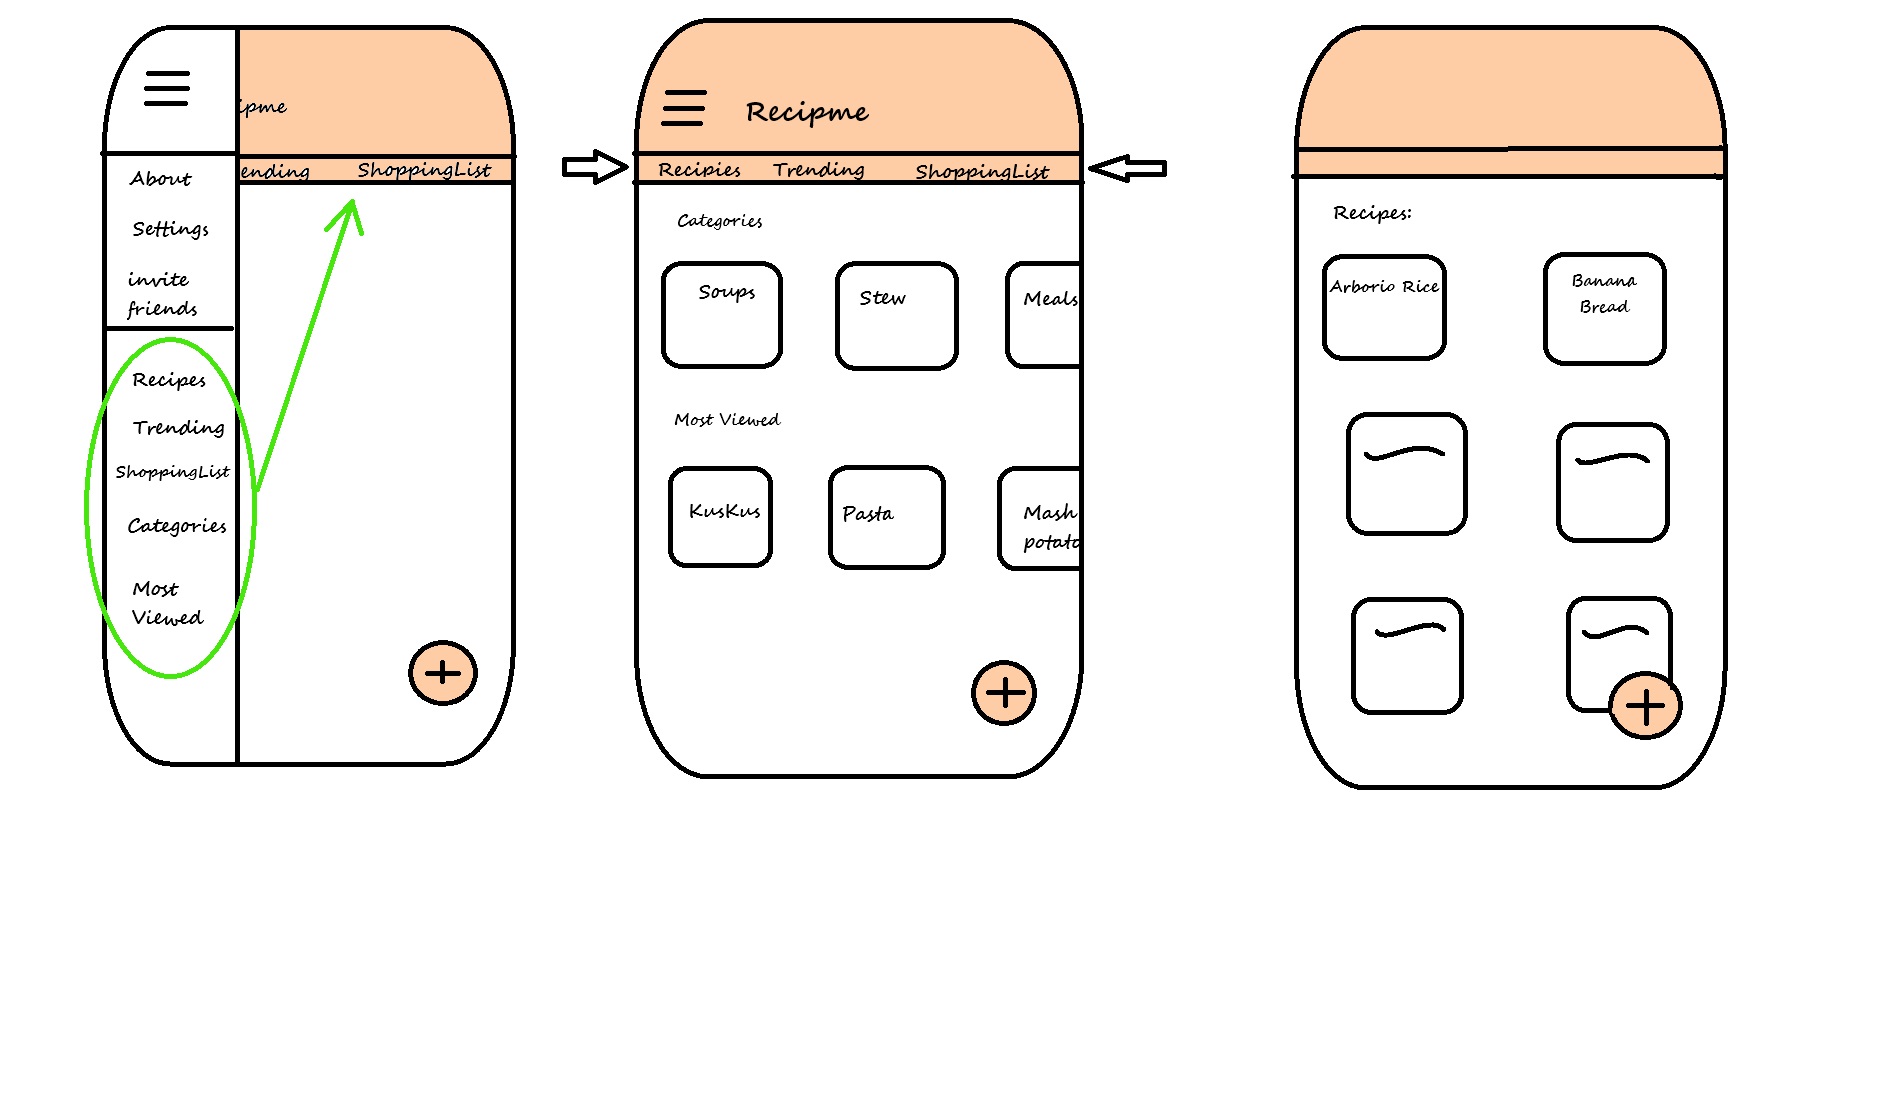 ipme
ending
ShoppingList
About
Settings
invite
friends
Recipes
Trending
ShoppingList
Categories
Most
Viewed
+
Recipme
Recipies
Trending
ShoppingList
Categories
Soups
Stew
Meals
Most Viewed
KusKus
Pasta
Mash
potato
+
Recipes:
Arborio Rice
Banana
Bread
+